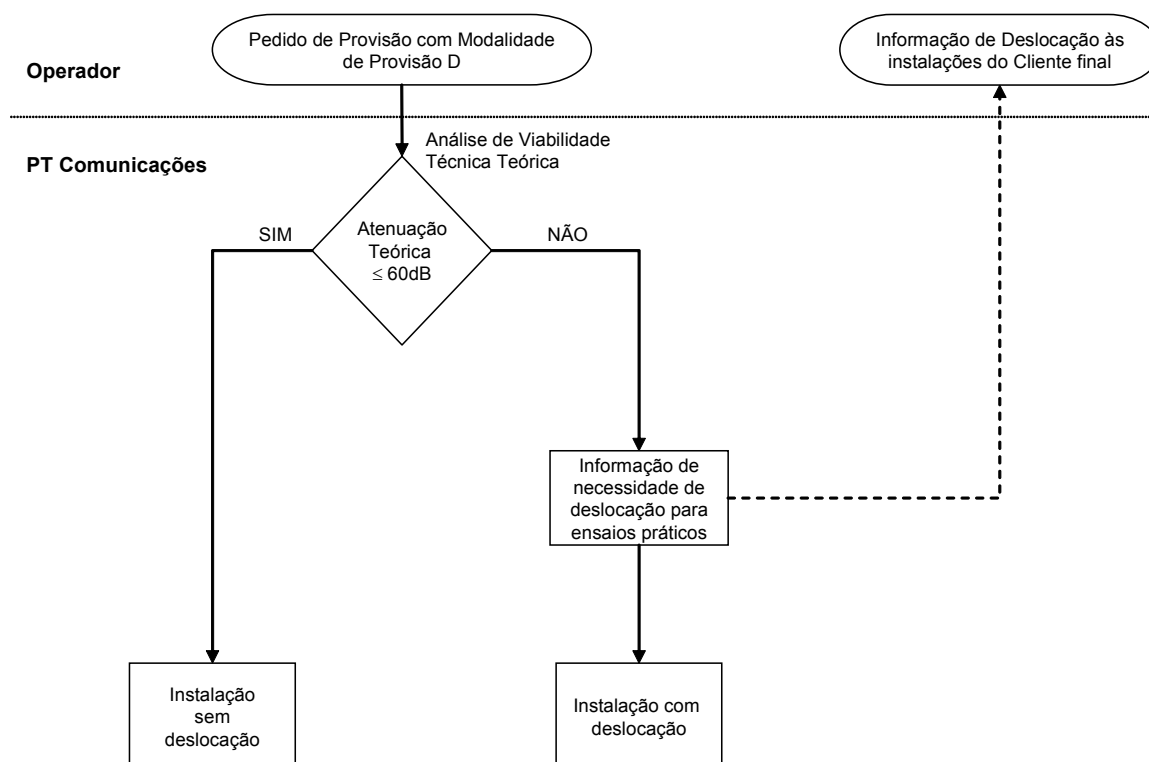 Pedido de Provisão com Modalidade
de Provisão D
Informação de Deslocação às
instalações do Cliente final
Operador
Análise de Viabilidade
Técnica Teórica
PT Comunicações
SIM
Atenuação
Teórica
≤ 60dB
NÃO
Informação de
necessidade de
deslocação para
ensaios práticos
Instalação
sem
deslocação
Instalação com
deslocação